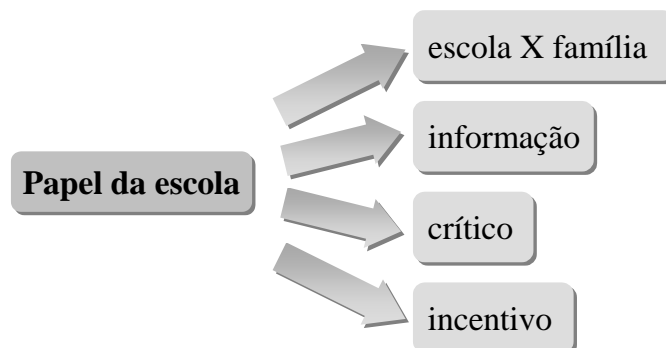 escola X família
informação
Papel da escola
crítico
incentivo